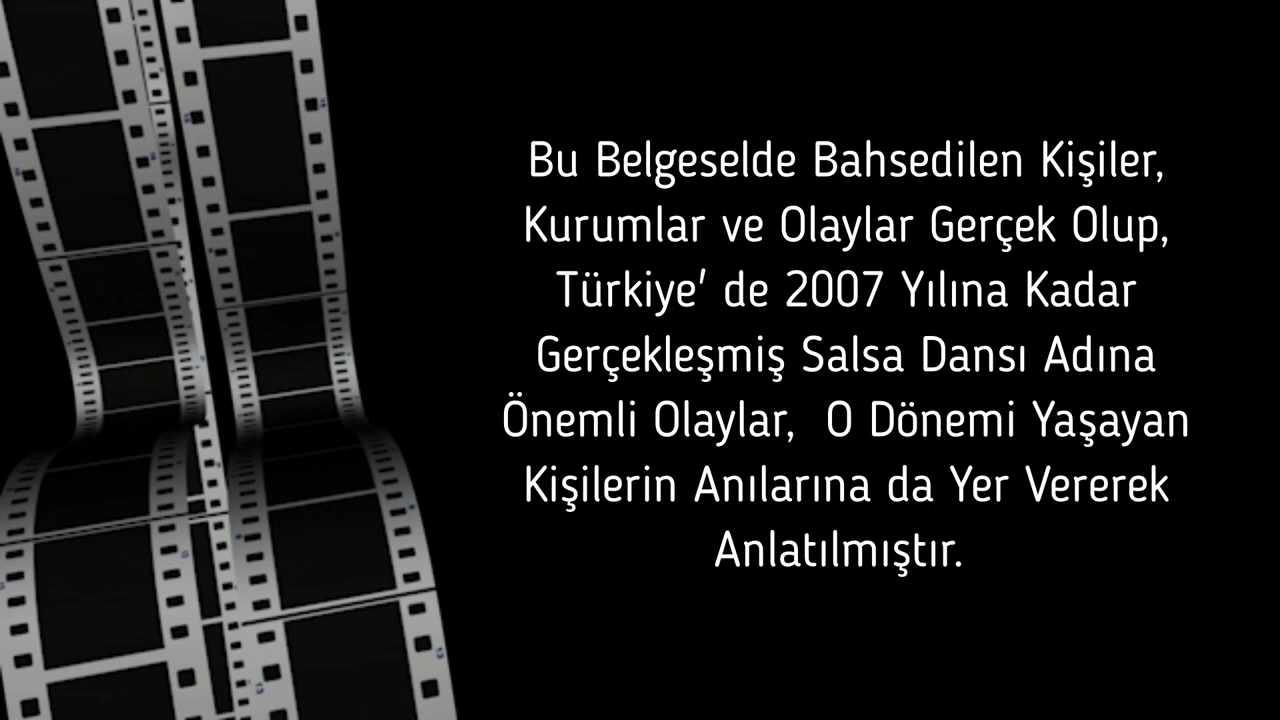 Bu Belgeselde Bahsedilen Kişiler,
Kurumlar ve Olaylar Gerçek Olup,
Türkiye' de 2007 Yılına Kadar
Gerçekleşmiş Salsa Dansı Adına
Önemli Olaylar,  O Dönemi Yaşayan
Kişilerin Anılarına da Yer Vererek
Anlatılmıştır.